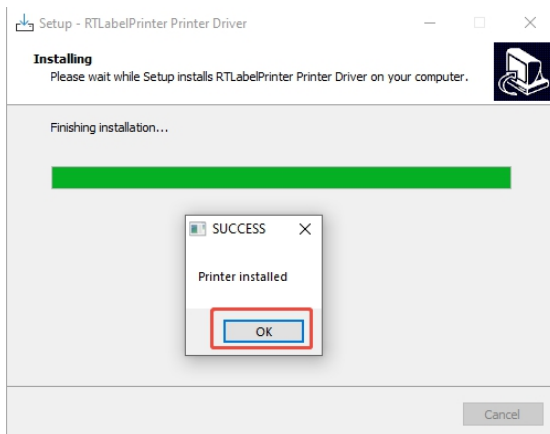 Setup - RTLabelPrinter Printer Driver
Installing
Please wait while Setup installs RTLabelPrinter Printer Driver on your computer.
Finishing installation...
SUCCESS
Printer installed
OK
Cancel